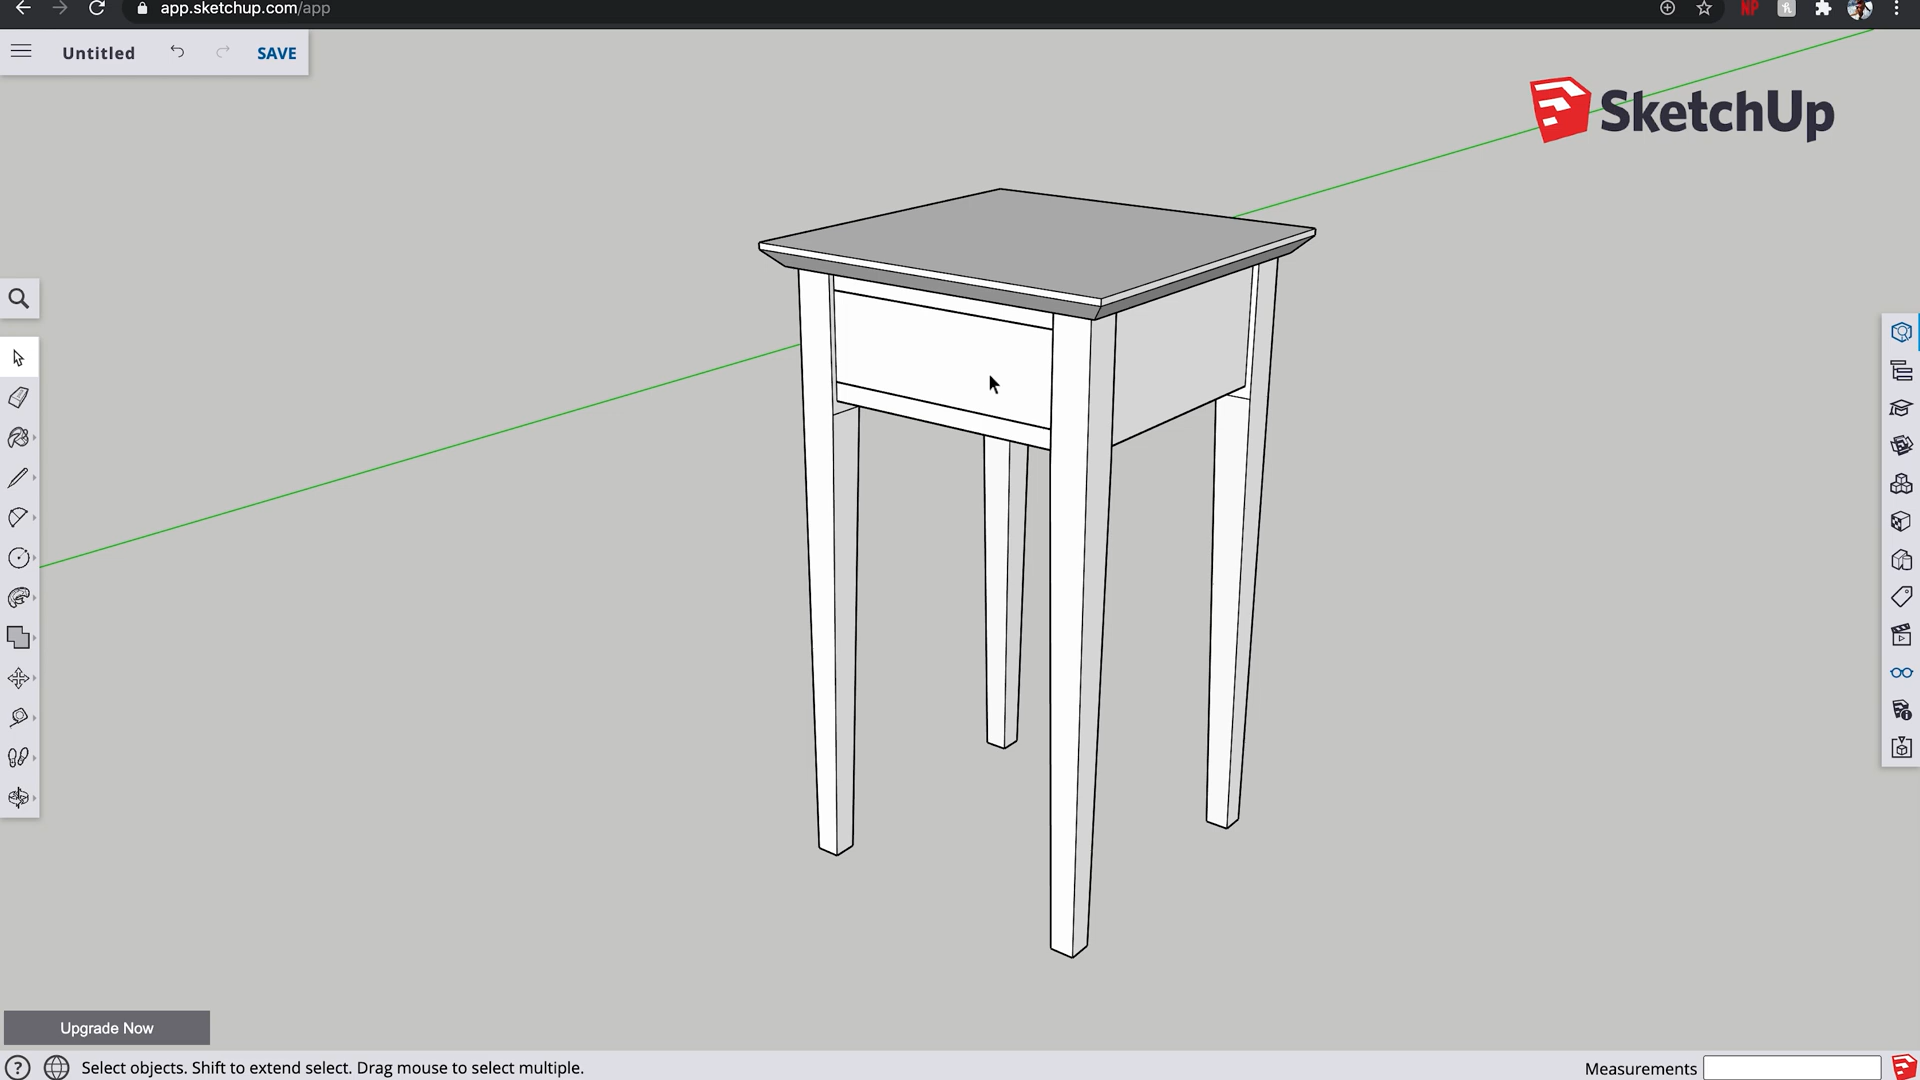 app.sketchup.com/app
NP
Untitled
SAVE
SketchUp
Upgrade Now
? Select objects. Shift to extend select. Drag mouse to select multiple.
Measurements